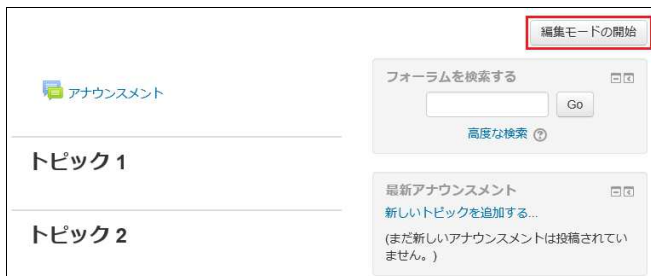 編集モードの開始
アナウンスメント
トピック 1
トピック 2
フォーラムを検索する
Go
高度な検索 ?
最新アナウンスメント
新しいトピックを追加する...
(まだ新しいアナウンスメントは投稿されてい
ません。)